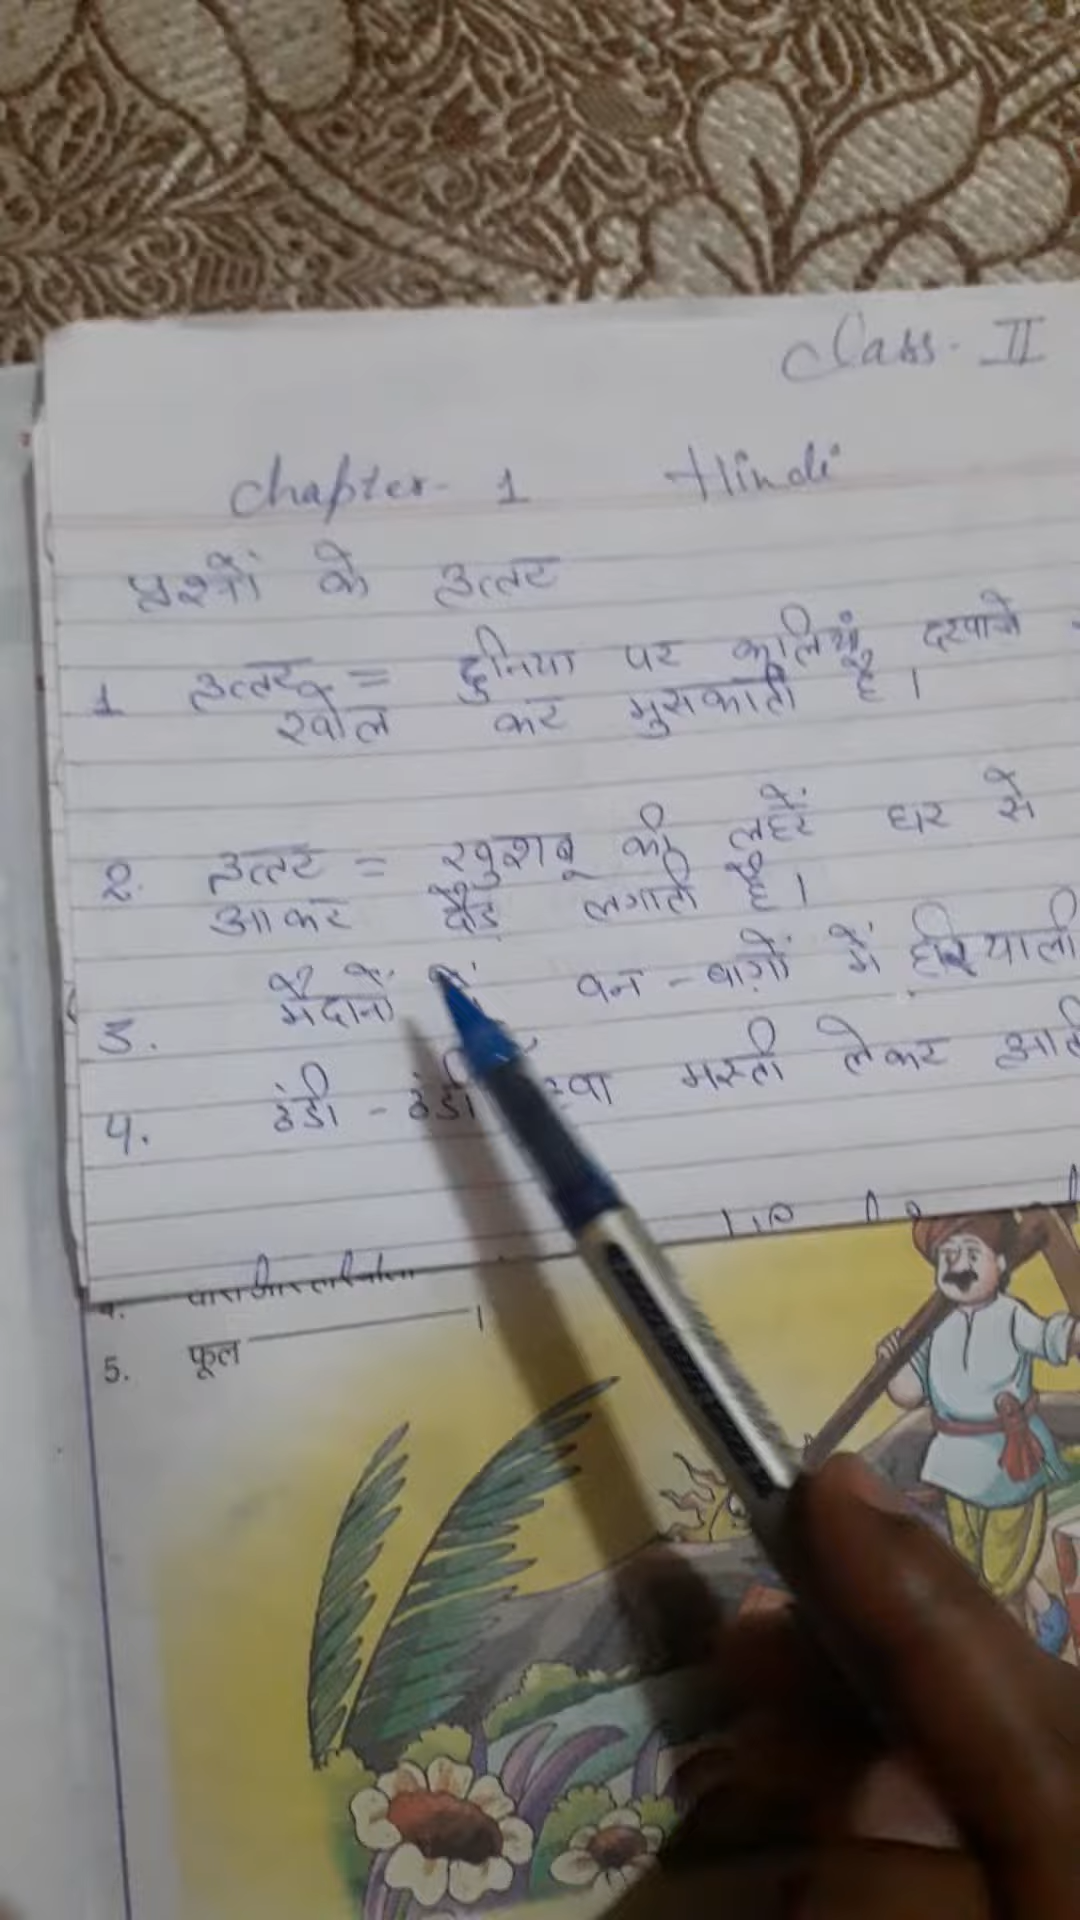 Class- II
Chapter- 1 Hindi
प्रश्नों के उत्तर
1 उत्तर = दुनिया पर कलियाँ दरवाजे
खोल कर मुसकाती है।
2. उत्तर = खुशबू की लहरें घर से
आकर दौड़ लगाती है।
3. मैदानों में वन-बाग़ों में हरियाली
4. ठंडी-ठंडी हवा मस्ती लेकर
5. फूल ।